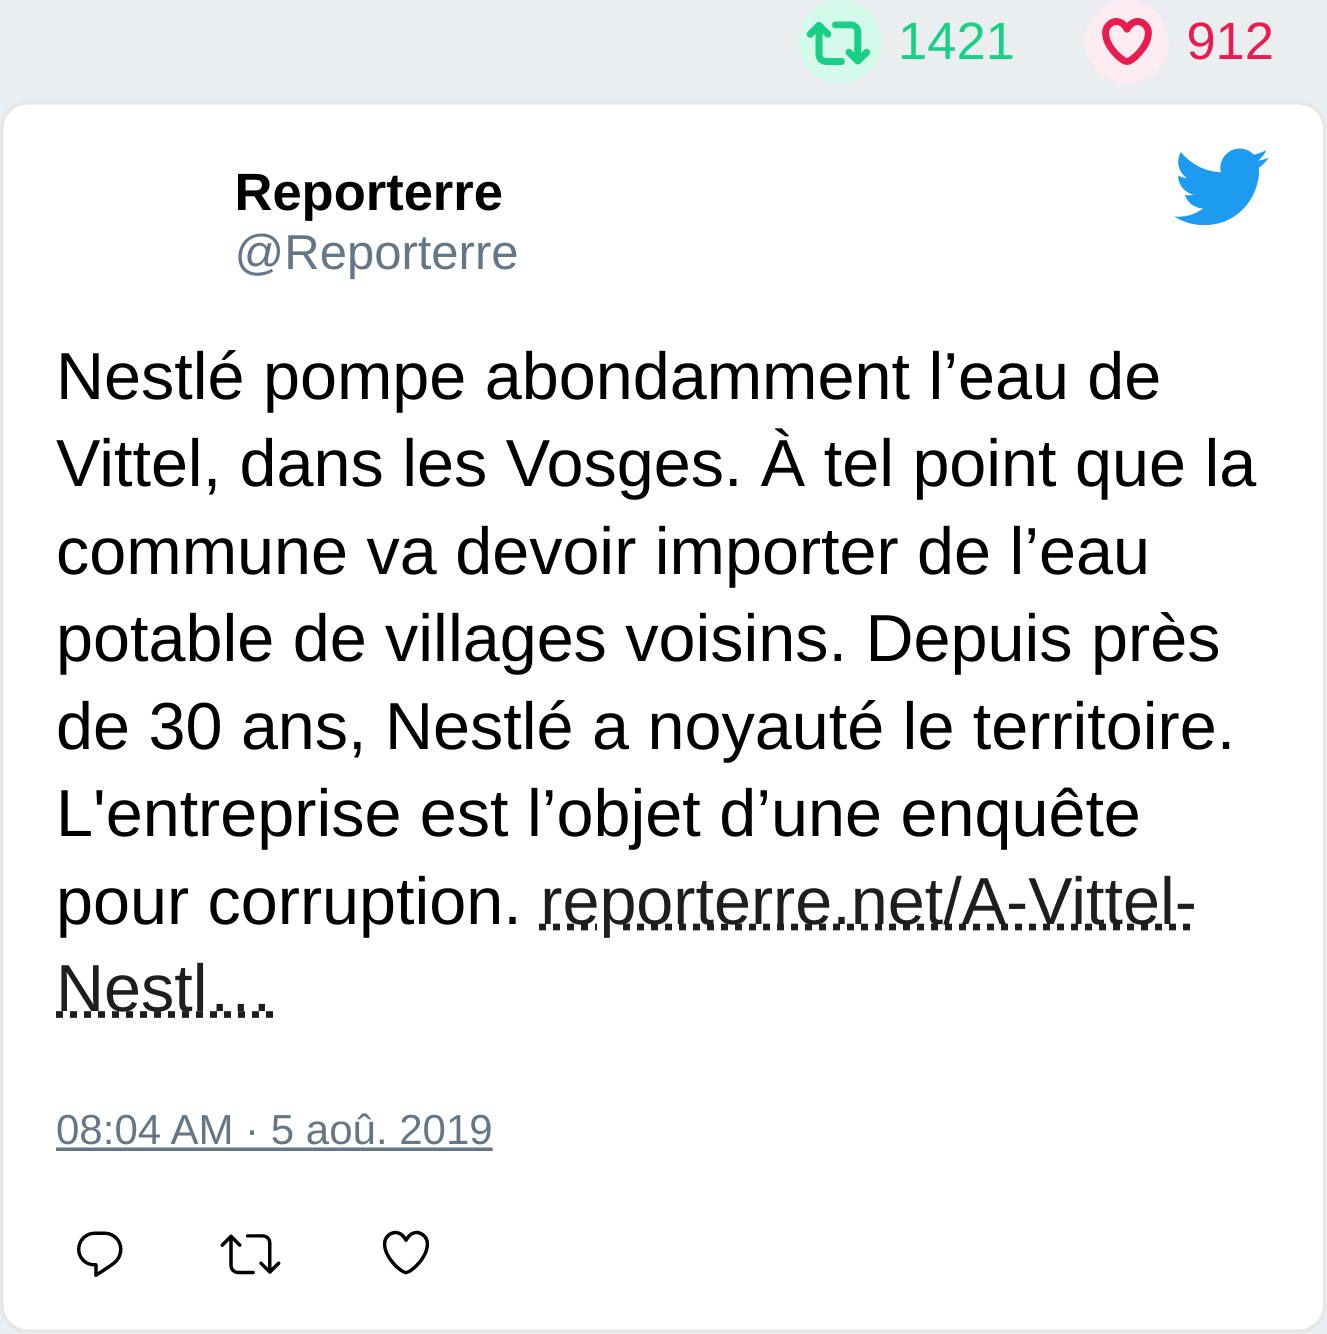 1421 912
Reporterre
@Reporterre
Nestlé pompe abondamment l’eau de
Vittel, dans les Vosges. À tel point que la
commune va devoir importer de l’eau
potable de villages voisins. Depuis près
de 30 ans, Nestlé a noyauté le territoire.
L'entreprise est l’objet d’une enquête
pour corruption. reporterre.net/A-Vittel-
Nestl…
08:04 AM · 5 aoû. 2019